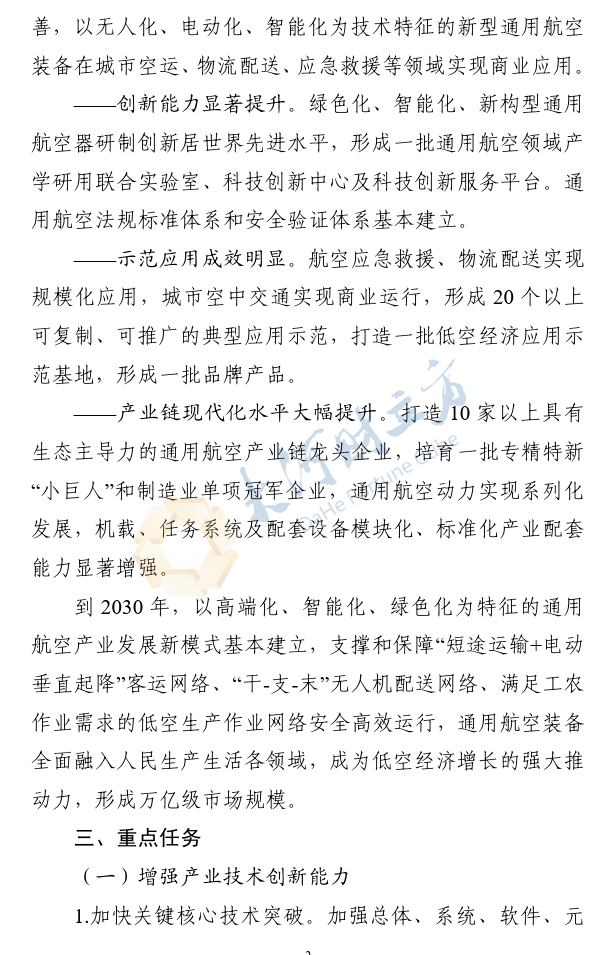 善，以无人化、电动化、智能化为技术特征的新型通用航空
装备在城市空运、物流配送、应急救援等领域实现商业应用。
——创新能力显著提升。绿色化、智能化、新构型通用
航空器研制创新居世界先进水平，形成一批通用航空领域产
学研用联合实验室、科技创新中心及科技创新服务平台。通
用航空法规标准体系和安全验证体系基本建立。
——示范应用成效明显。航空应急救援、物流配送实现
规模化应用，城市空中交通实现商业运行，形成 20 个以上
可复制、可推广的典型应用示范，打造一批低空经济应用示
范基地，形成一批品牌产品。
——产业链现代化水平大幅提升。打造 10 家以上具有
生态主导力的通用航空产业链龙头企业，培育一批专精特新
“小巨人”和制造业单项冠军企业，通用航空动力实现系列化
发展，机载、任务系统及配套设备模块化、标准化产业配套
能力显著增强。
到 2030 年，以高端化、智能化、绿色化为特征的通用
航空产业发展新模式基本建立，支撑和保障“短途运输+电动
垂直起降”客运网络、“干-支-末”无人机配送网络、满足工农
作业需求的低空生产作业网络安全高效运行，通用航空装备
全面融入人民生产生活各领域，成为低空经济增长的强大推
动力，形成万亿级市场规模。
三、重点任务
（一）增强产业技术创新能力
1.加快关键核心技术突破。加强总体、系统、软件、元
大河财立方
DaHe Fortune Cube